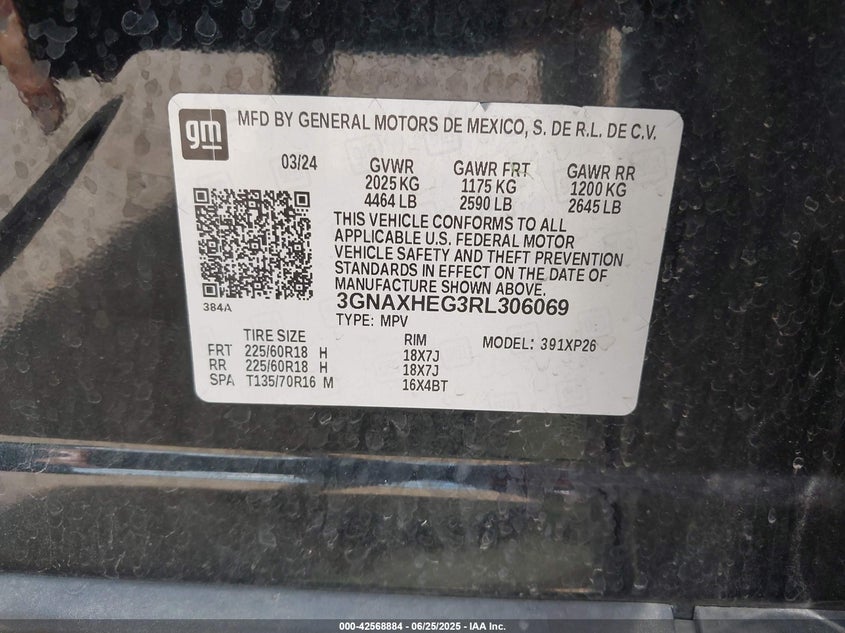 gm MFD BY GENERAL MOTORS DE MEXICO, S. DE R.L. DE C.V.
03/24 GVWR GAWR FRT GAWR RR
2025 KG 1175 KG 1200 KG
4464 LB 2590 LB 2645 LB
THIS VEHICLE CONFORMS TO ALL
APPLICABLE U.S. FEDERAL MOTOR
VEHICLE SAFETY AND THEFT PREVENTION
STANDARDS IN EFFECT ON THE DATE OF
MANUFACTURE SHOWN ABOVE.
384A 3GNAXHEG3RL306069
TYPE: MPV
TIRE SIZE RIM MODEL: 391XP26
FRT 225/60R18 H 18X7J
RR 225/60R18 H 18X7J
SPA T135/70R16 M 16X4BT
000-42568884 / 06/25/2025 - IAA Inc.